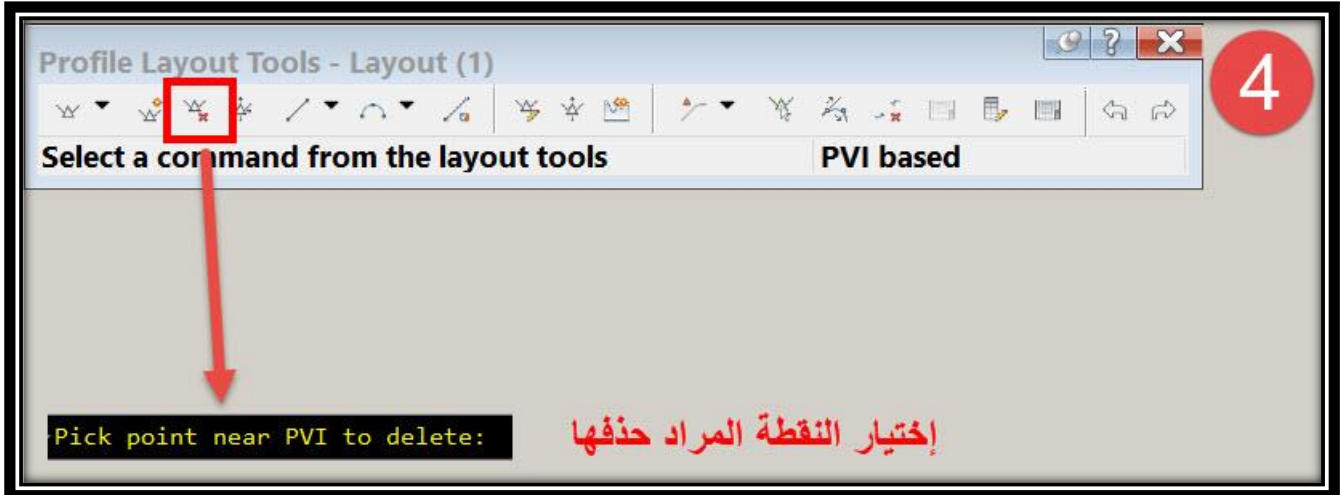 Profile Layout Tools - Layout (1)
4
Select a command from the layout tools PVI based
Pick point near PVI to delete: إختيار النقطة المراد حذفها